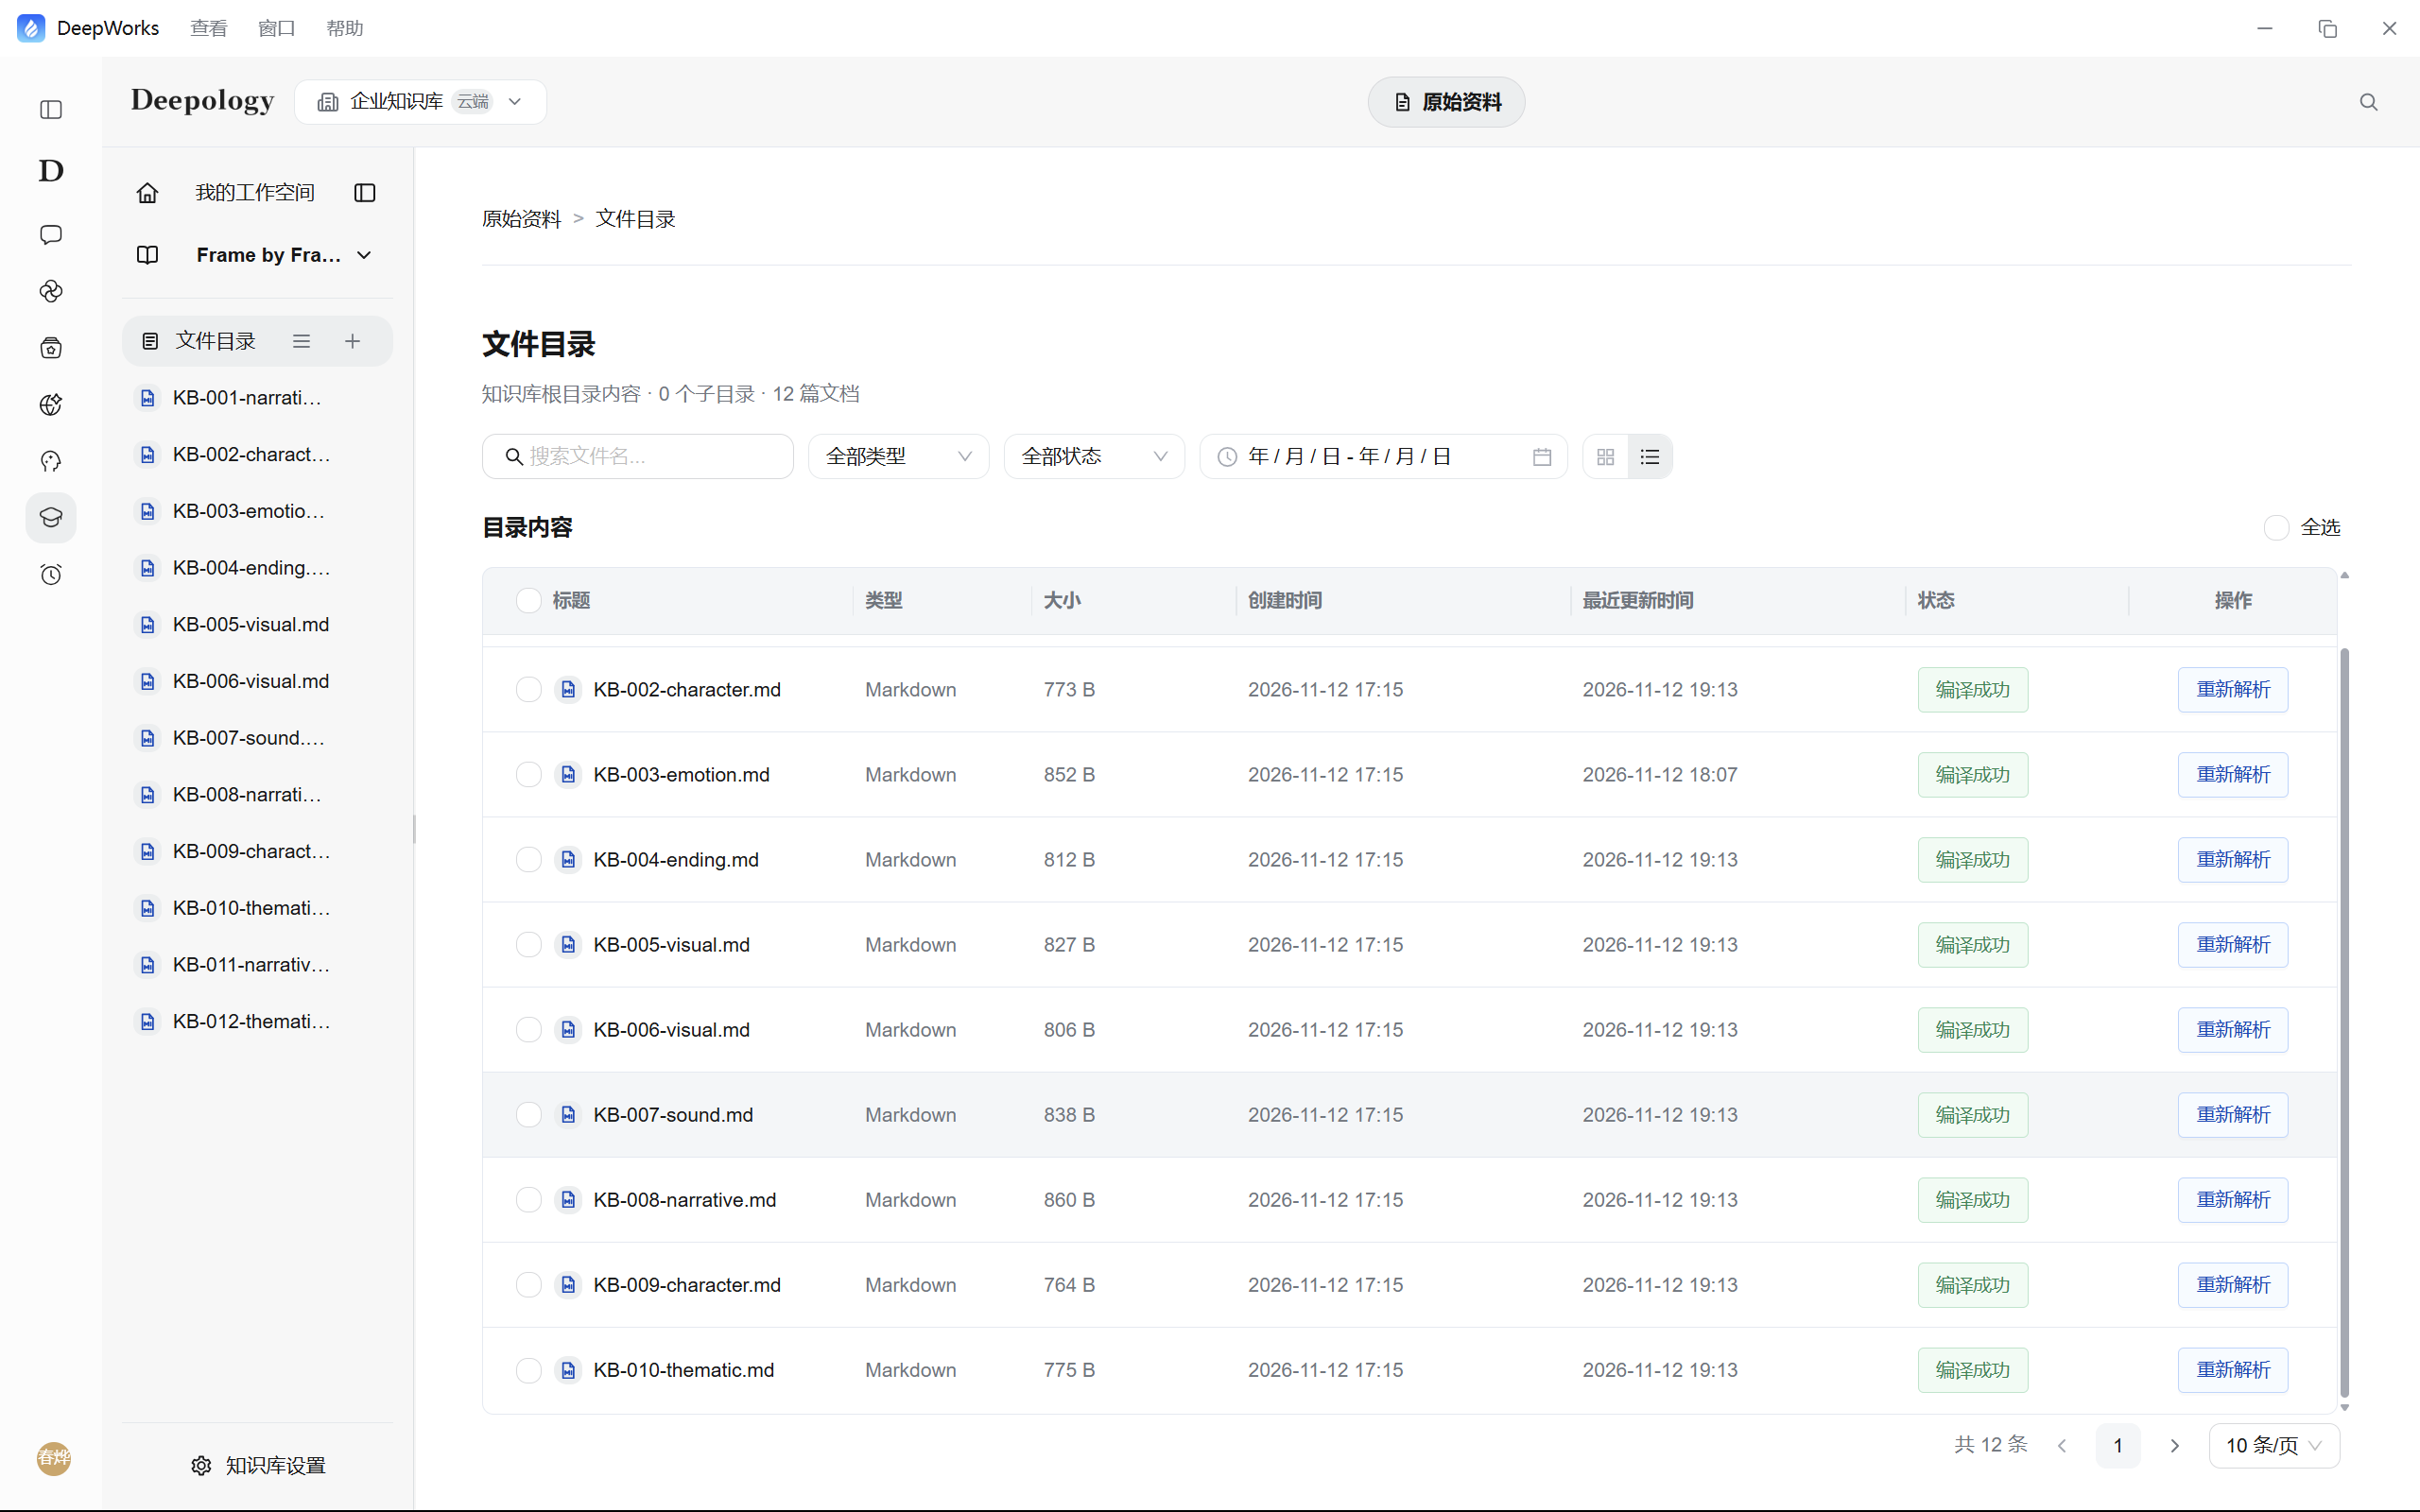 DeepWorks 查看 窗口 帮助
Deepology 企业知识库 云端 原始资料
D
我的工作空间
Frame by Fra...
文件目录
KB-001-narrati...
KB-002-charact...
KB-003-emotio...
KB-004-ending....
KB-005-visual.md
KB-006-visual.md
KB-007-sound....
KB-008-narrati...
KB-009-charact...
KB-010-themati...
KB-011-narrativ...
KB-012-themati...
知识库设置
春烨
原始资料 > 文件目录
文件目录
知识库根目录内容 · 0 个子目录 · 12 篇文档
搜索文件名... 全部类型 全部状态 年 / 月 / 日 - 年 / 月 / 日
目录内容 全选
标题 类型 大小 创建时间 最近更新时间 状态 操作
KB-002-character.md Markdown 773 B 2026-11-12 17:15 2026-11-12 19:13 编译成功 重新解析
KB-003-emotion.md Markdown 852 B 2026-11-12 17:15 2026-11-12 18:07 编译成功 重新解析
KB-004-ending.md Markdown 812 B 2026-11-12 17:15 2026-11-12 19:13 编译成功 重新解析
KB-005-visual.md Markdown 827 B 2026-11-12 17:15 2026-11-12 19:13 编译成功 重新解析
KB-006-visual.md Markdown 806 B 2026-11-12 17:15 2026-11-12 19:13 编译成功 重新解析
KB-007-sound.md Markdown 838 B 2026-11-12 17:15 2026-11-12 19:13 编译成功 重新解析
KB-008-narrative.md Markdown 860 B 2026-11-12 17:15 2026-11-12 19:13 编译成功 重新解析
KB-009-character.md Markdown 764 B 2026-11-12 17:15 2026-11-12 19:13 编译成功 重新解析
KB-010-thematic.md Markdown 775 B 2026-11-12 17:15 2026-11-12 19:13 编译成功 重新解析
共 12 条 1 10 条/页